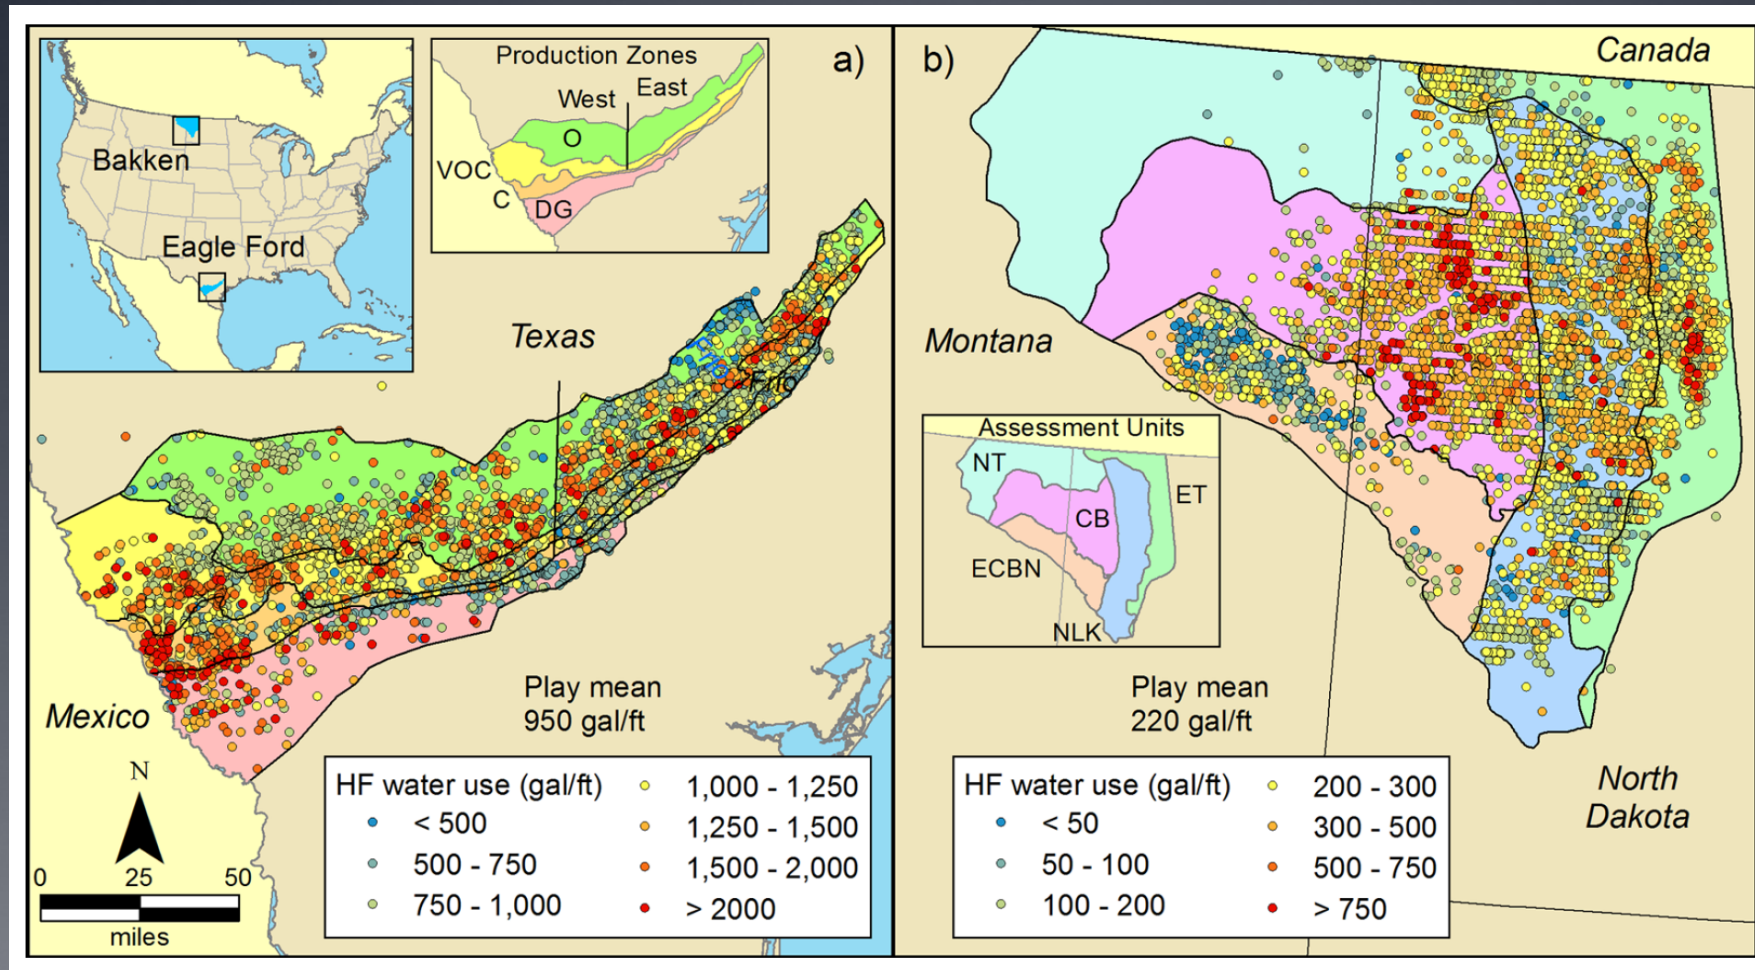 a)
Bakken
Eagle Ford
Production Zones
West
East
O
VOC
C
DG
Texas
Frio
Mexico
N
0 25 50
miles
Play mean
950 gal/ft
HF water use (gal/ft)
< 500
500 - 750
750 - 1,000
1,000 - 1,250
1,250 - 1,500
1,500 - 2,000
> 2000
b)
Canada
Montana
Assessment Units
NT
CB
ET
ECBN
NLK
Play mean
220 gal/ft
North
Dakota
HF water use (gal/ft)
< 50
50 - 100
100 - 200
200 - 300
300 - 500
500 - 750
> 750